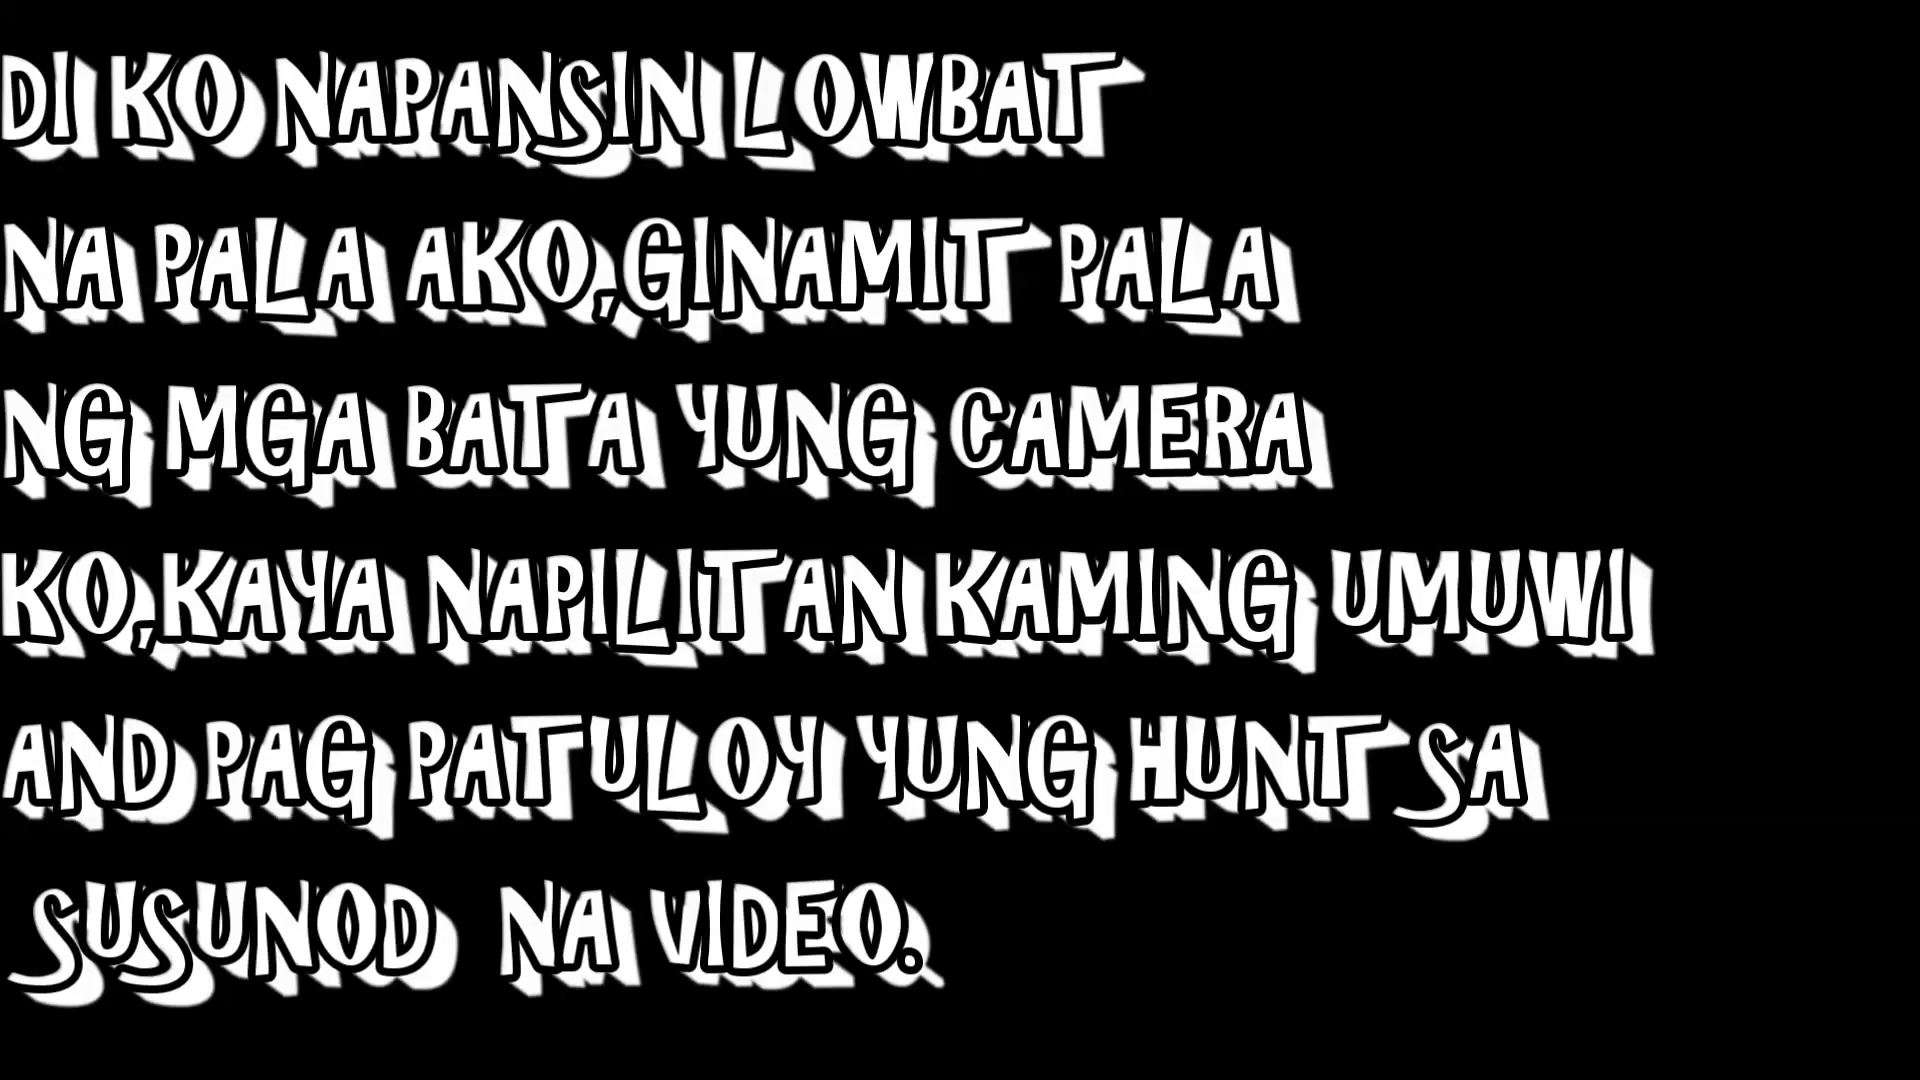 DI KO NAPANSIN LOWBAT
NA PALA AKO,GINAMIT PALA
NG MGA BATA YUNG CAMERA
KO,KAYA NAPILITAN KAMING UMUWI
AND PAG PATULOY YUNG HUNT SA
SUSUNOD NA VIDEO.